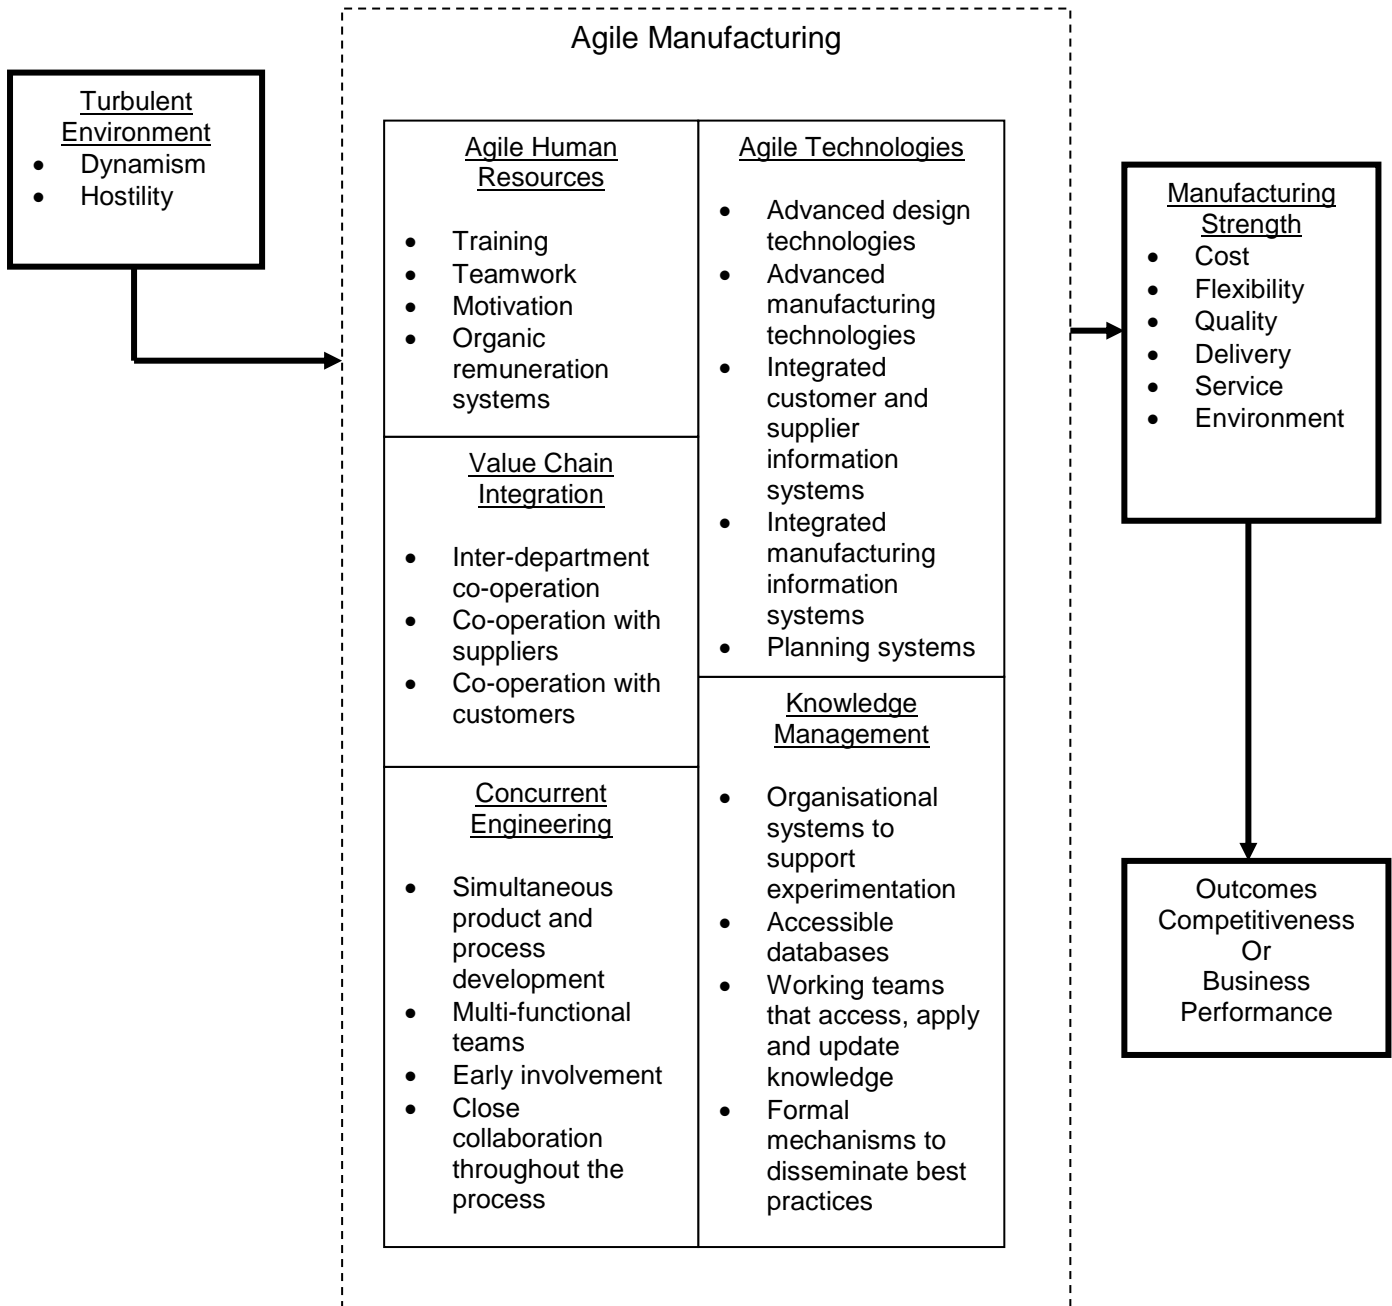 Agile Manufacturing
Turbulent
Environment
• Dynamism
• Hostility
Agile Human
Resources
• Training
• Teamwork
• Motivation
• Organic
remuneration
systems
Value Chain
Integration
• Inter-department
co-operation
• Co-operation with
suppliers
• Co-operation with
customers
Concurrent
Engineering
• Simultaneous
product and
process
development
• Multi-functional
teams
• Early involvement
• Close
collaboration
throughout the
process
Agile Technologies
• Advanced design
technologies
• Advanced
manufacturing
technologies
• Integrated
customer and
supplier
information
systems
• Integrated
manufacturing
information
systems
• Planning systems
Knowledge
Management
• Organisational
systems to
support
experimentation
• Accessible
databases
• Working teams
that access, apply
and update
knowledge
• Formal
mechanisms to
disseminate best
practices
Manufacturing
Strength
• Cost
• Flexibility
• Quality
• Delivery
• Service
• Environment
Outcomes
Competitiveness
Or
Business
Performance